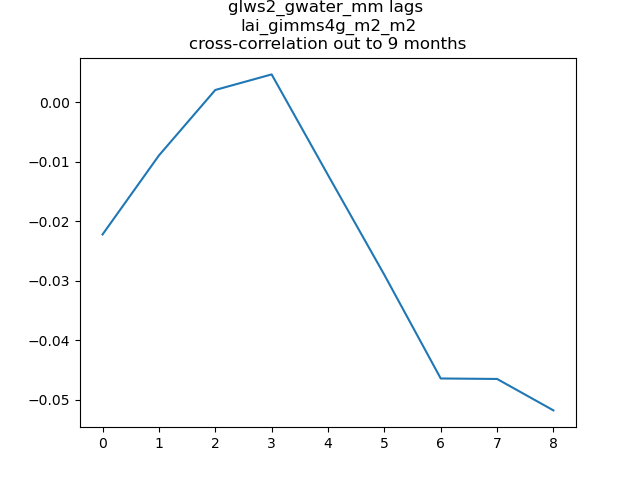 glws2_gwater_mm lags
lai_gimms4g_m2_m2
cross-correlation out to 9 months
0.00
−0.01
−0.02
−0.03
−0.04
−0.05
0 1 2 3 4 5 6 7 8